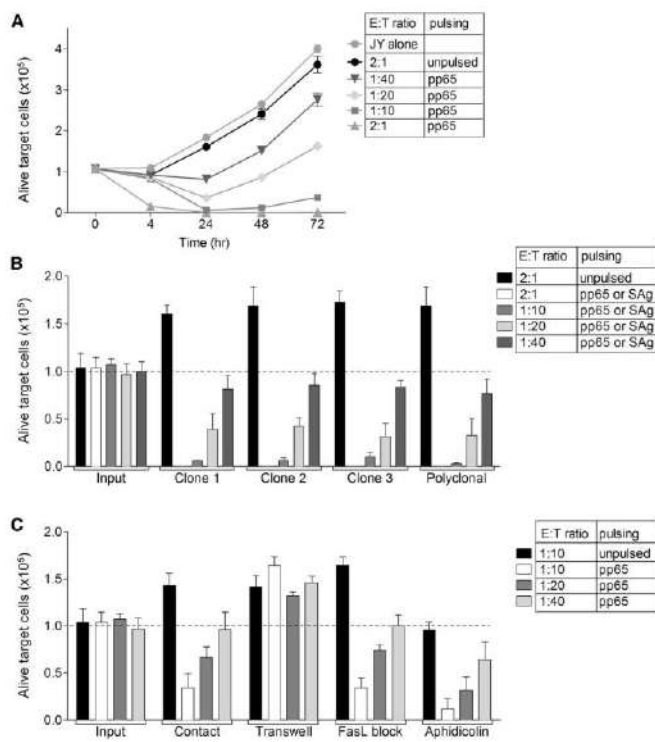 A
E:T ratio pulsing
JY alone
2:1 unpulsed
1:40 pp65
1:20 pp65
1:10 pp65
2:1 pp65
Alive target cells (x10⁵)
4
3
2
1
0
0 4 24 48 72
Time (hr)
B
E:T ratio pulsing
2:1 unpulsed
2:1 pp65 or SAg
1:10 pp65 or SAg
1:20 pp65 or SAg
1:40 pp65 or SAg
Alive target cells (x10⁵)
2.0
1.5
1.0
0.5
0.0
Input Clone 1 Clone 2 Clone 3 Polyclonal
C
E:T ratio pulsing
1:10 unpulsed
1:10 pp65
1:20 pp65
1:40 pp65
Alive target cells (x10⁵)
2.0
1.5
1.0
0.5
0.0
Input Contact Transwell FasL block Aphidicolin